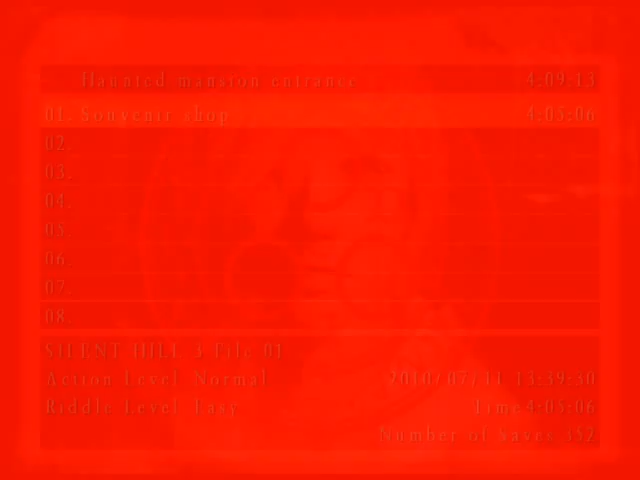 Haunted mansion entrance 4:09:13
01. Souvenir shop 4:05:06
02.
03.
04.
05.
06.
07.
08.
SILENT HILL 3 File 01
Action Level Normal 2010/07/11 13:39:30
Riddle Level Easy Time 4:05:06
Number of Saves 352